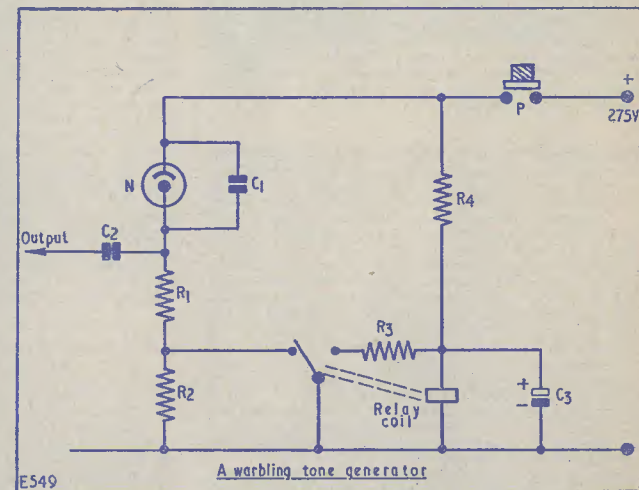 +
P
275V
N
C1
R4
Output
C2
R1
R3
R2
Relay
coil
+
-
C3
A warbling tone generator
E549